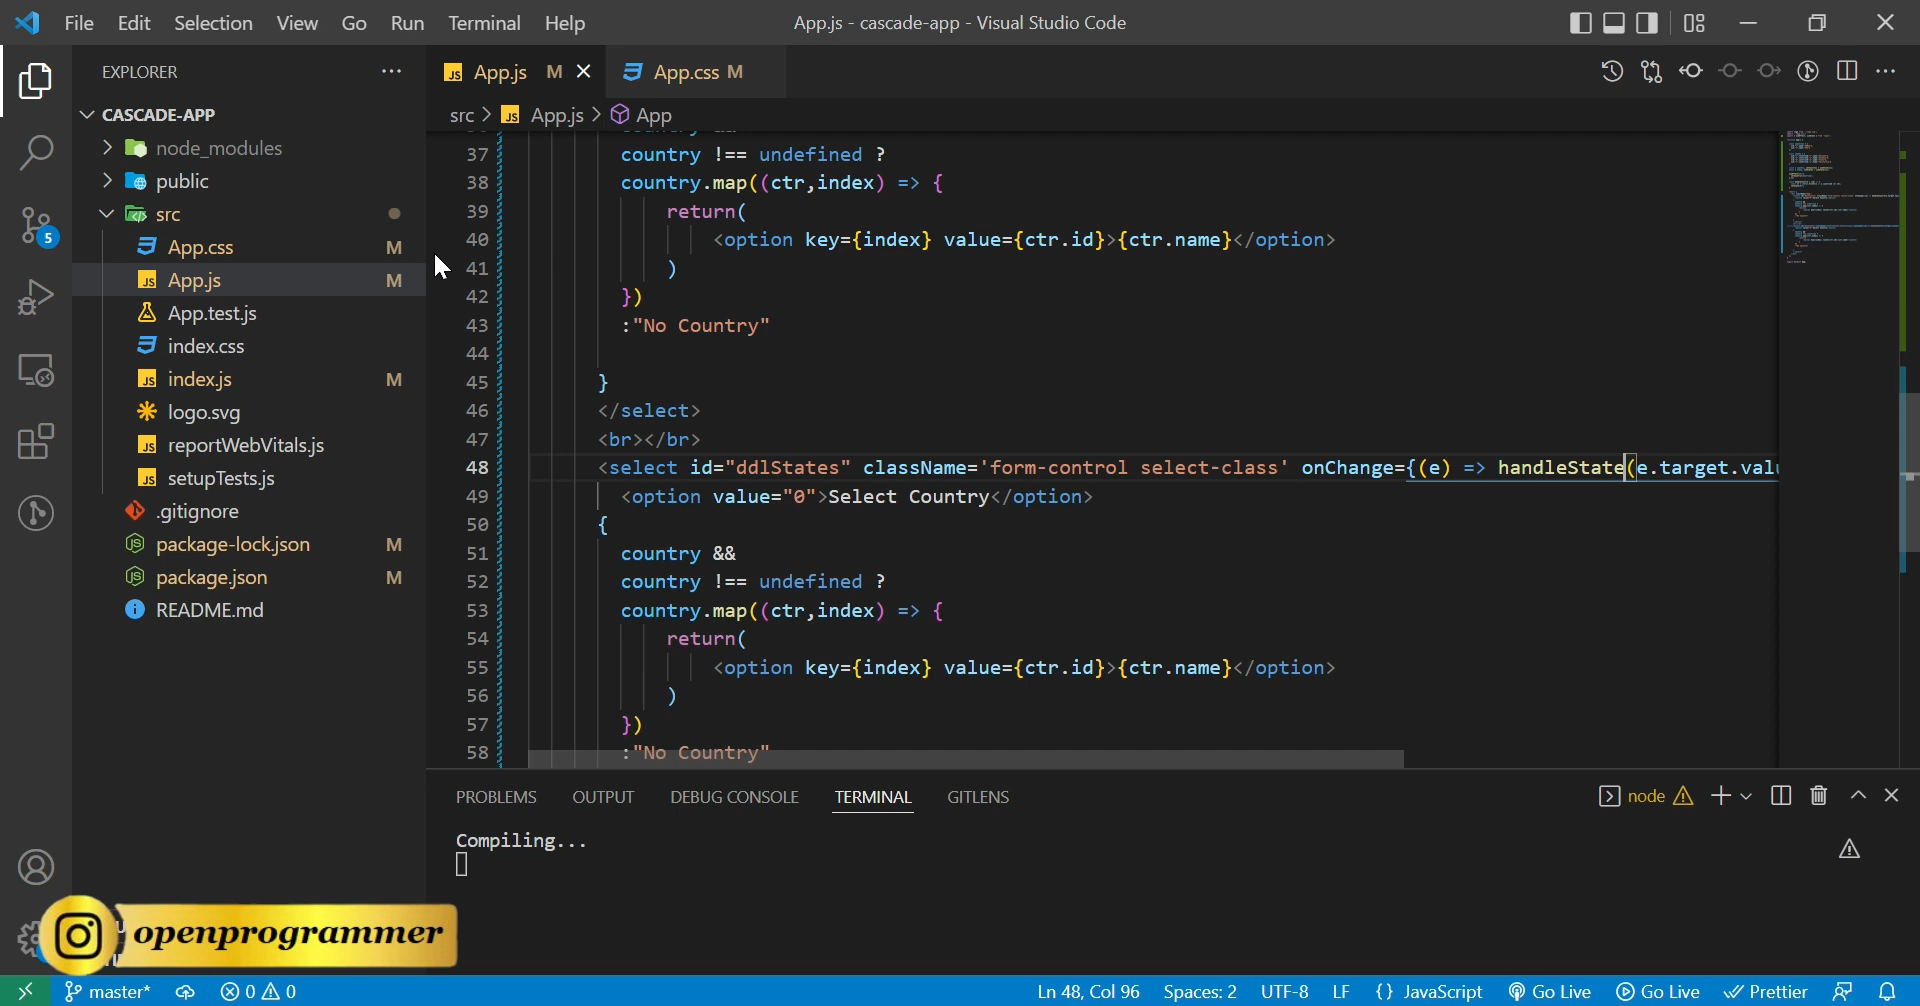 File Edit Selection View Go Run Terminal Help
App.js - cascade-app - Visual Studio Code
EXPLORER
App.js M
App.css M
CASCADE-APP
src > App.js > App
node_modules
public
src
App.css M
App.js M
App.test.js
index.css
index.js M
logo.svg
reportWebVitals.js
setupTests.js
.gitignore
package-lock.json M
package.json M
README.md
5
37 country !== undefined ?
38 country.map((ctr,index) => {
39 return(
40 <option key={index} value={ctr.id}>{ctr.name}</option>
41 )
42 })
43 :"No Country"
44
45 }
46 </select>
47 <br></br>
48 <select id="ddlStates" className='form-control select-class' onChange={(e) => handleState(e.target.valu
49 <option value="0">Select Country</option>
50 {
51 country &&
52 country !== undefined ?
53 country.map((ctr,index) => {
54 return(
55 <option key={index} value={ctr.id}>{ctr.name}</option>
56 )
57 })
58 :"No Country"
PROBLEMS OUTPUT DEBUG CONSOLE TERMINAL GITLENS
node
Compiling...
openprogrammer
master* 0 0
Ln 48, Col 96 Spaces: 2 UTF-8 LF {} JavaScript Go Live Go Live Prettier